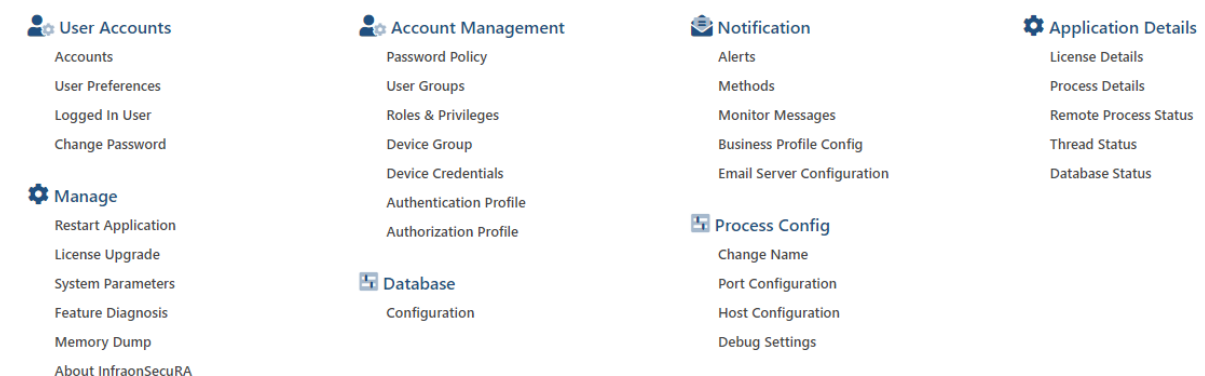 User Accounts
Accounts
User Preferences
Logged In User
Change Password
Manage
Restart Application
License Upgrade
System Parameters
Feature Diagnosis
Memory Dump
About InfraonSecuRA
Account Management
Password Policy
User Groups
Roles & Privileges
Device Group
Device Credentials
Authentication Profile
Authorization Profile
Database
Configuration
Notification
Alerts
Methods
Monitor Messages
Business Profile Config
Email Server Configuration
Process Config
Change Name
Port Configuration
Host Configuration
Debug Settings
Application Details
License Details
Process Details
Remote Process Status
Thread Status
Database Status